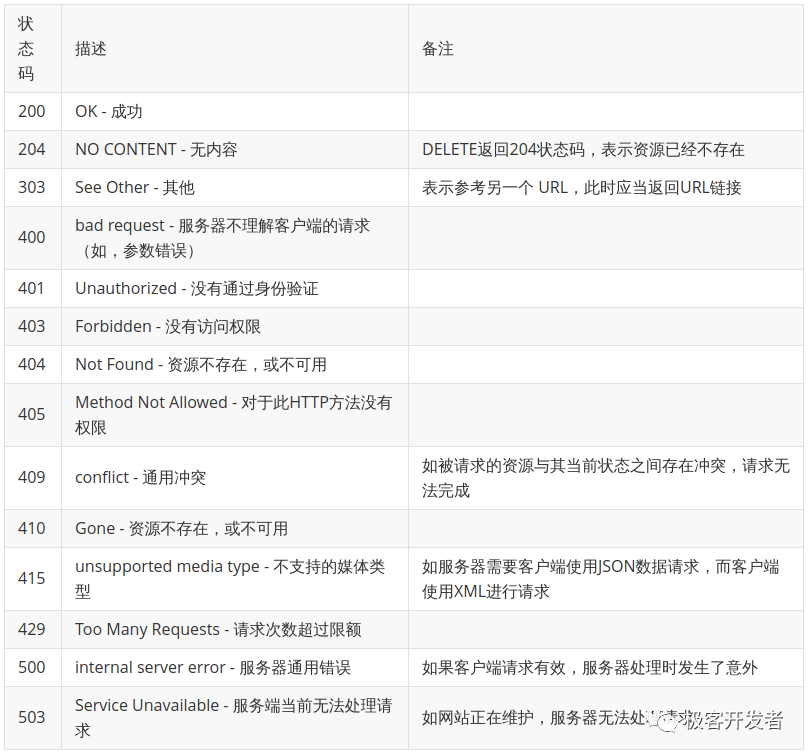 状
态
码
描述
备注
200
OK - 成功
204
NO CONTENT - 无内容
DELETE返回204状态码，表示资源已经不存在
303
See Other - 其他
表示参考另一个 URL，此时应当返回URL链接
400
bad request - 服务器不理解客户端的请求
（如，参数错误）
401
Unauthorized - 没有通过身份验证
403
Forbidden - 没有访问权限
404
Not Found - 资源不存在，或不可用
405
Method Not Allowed - 对于此HTTP方法没有
权限
409
conflict - 通用冲突
如被请求的资源与其当前状态之间存在冲突，请求无
法完成
410
Gone - 资源不存在，或不可用
415
unsupported media type - 不支持的媒体类
型
如服务器需要客户端使用JSON数据请求，而客户端
使用XML进行请求
429
Too Many Requests - 请求次数超过限额
500
internal server error - 服务器通用错误
如果客户端请求有效，服务器处理时发生了意外
503
Service Unavailable - 服务端当前无法处理请
求
如网站正在维护，服务器无法处理请求
极客开发者